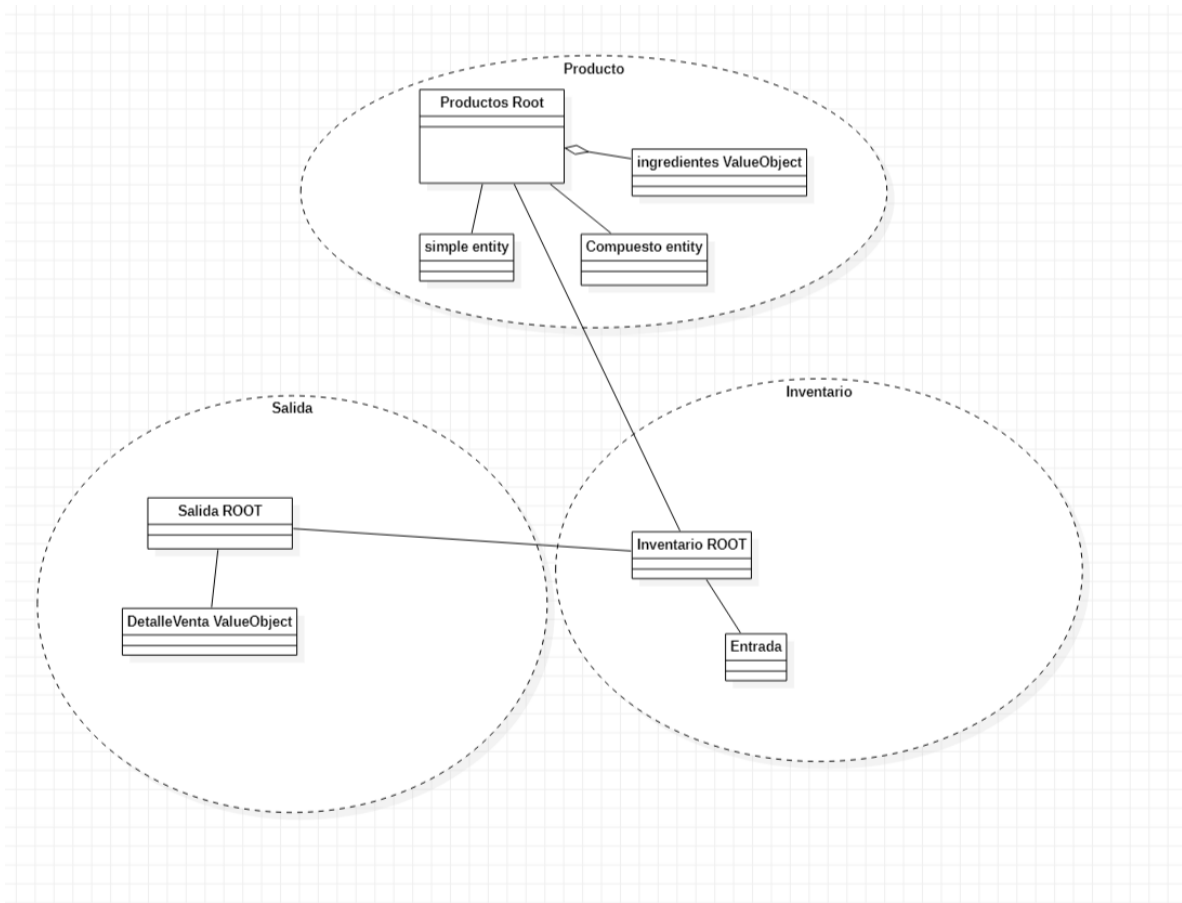 Producto
Productos Root
ingredientes ValueObject
simple entity
Compuesto entity
Salida
Inventario
Salida ROOT
Inventario ROOT
DetalleVenta ValueObject
Entrada